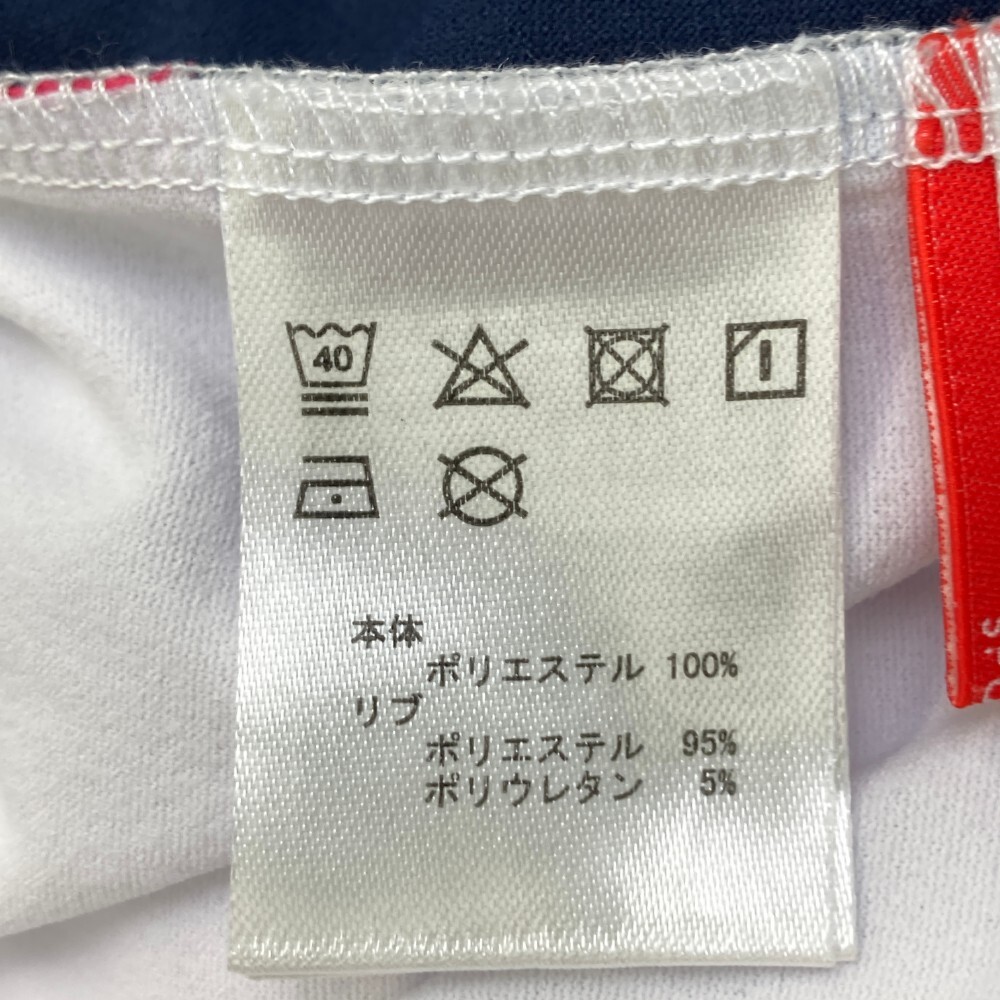 40
本体
ポリエステル 100%
リブ
ポリエステル 95%
ポリウレタン 5%